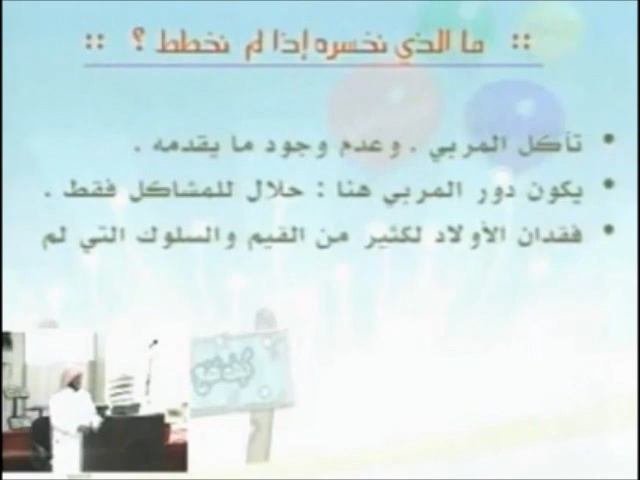 :: ما الذي نخسره إذا لم نخطط ؟ ::
• تأكل المربي . وعدم وجود ما يقدمه .
• يكون دور المربي هنا : حلال للمشاكل فقط .
• فقدان الأولاد لكثير من القيم والسلوك التي لم